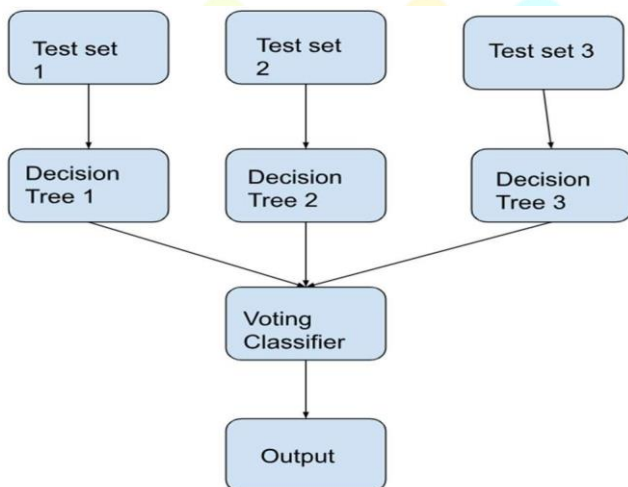 Test set
1
Test set
2
Test set 3
Decision
Tree 1
Decision
Tree 2
Decision
Tree 3
Voting
Classifier
Output